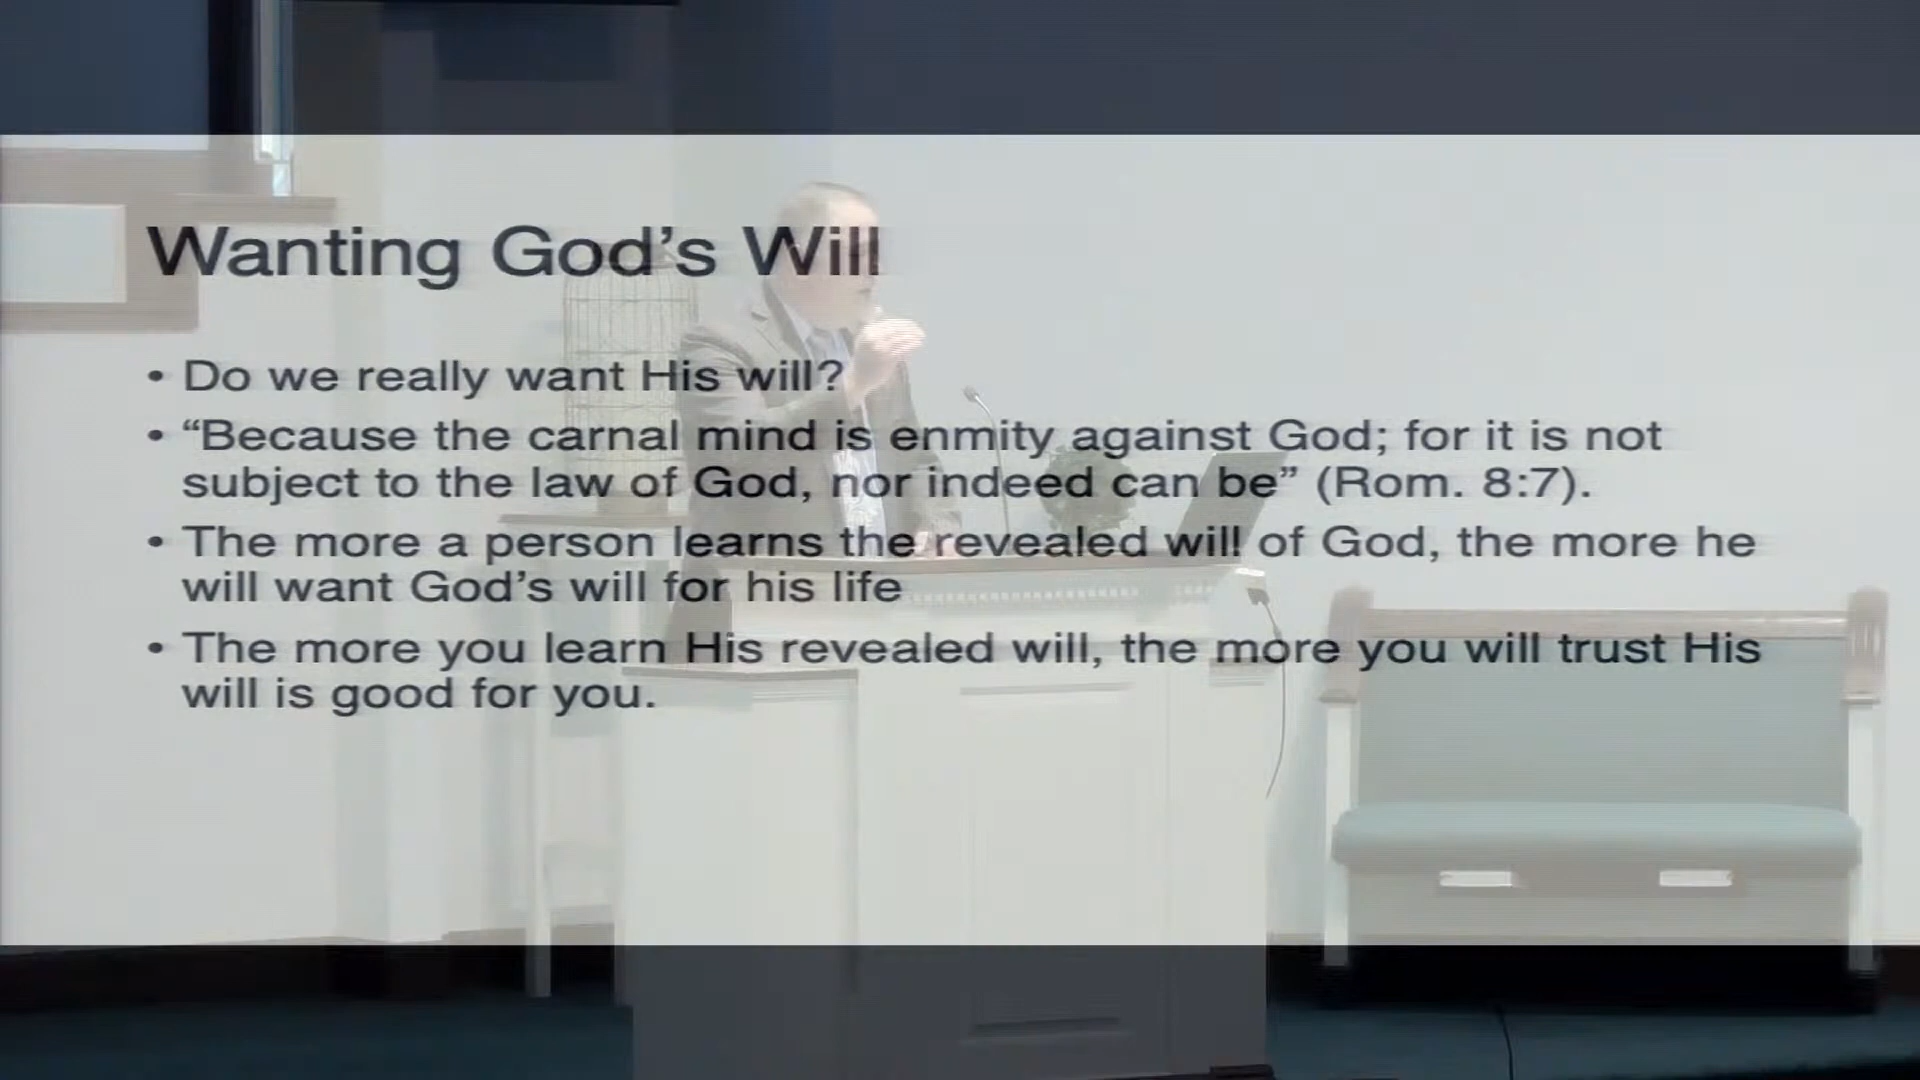 Wanting God’s Will
• Do we really want His will?
• “Because the carnal mind is enmity against God; for it is not
subject to the law of God, nor indeed can be” (Rom. 8:7).
• The more a person learns the revealed will of God, the more he
will want God’s will for his life
• The more you learn His revealed will, the more you will trust His
will is good for you.